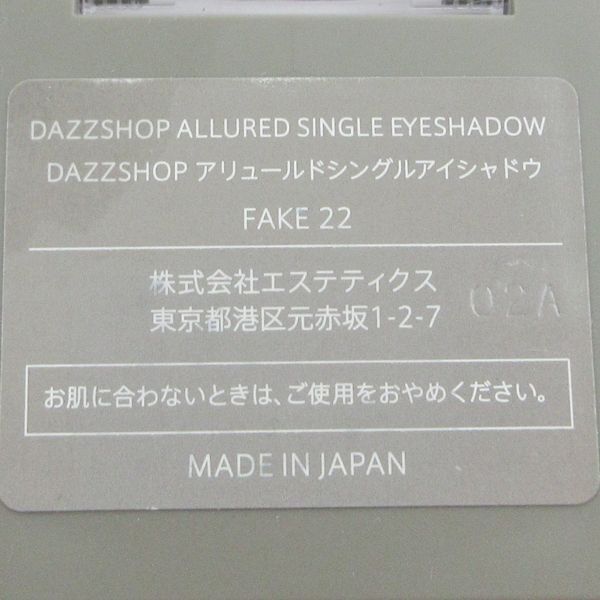 DAZZSHOP ALLURED SINGLE EYESHADOW
DAZZSHOP アリュールドシングルアイシャドウ
FAKE 22
株式会社エステティクス
東京都港区元赤坂1-2-7
02A
お肌に合わないときは、ご使用をおやめください。
MADE IN JAPAN